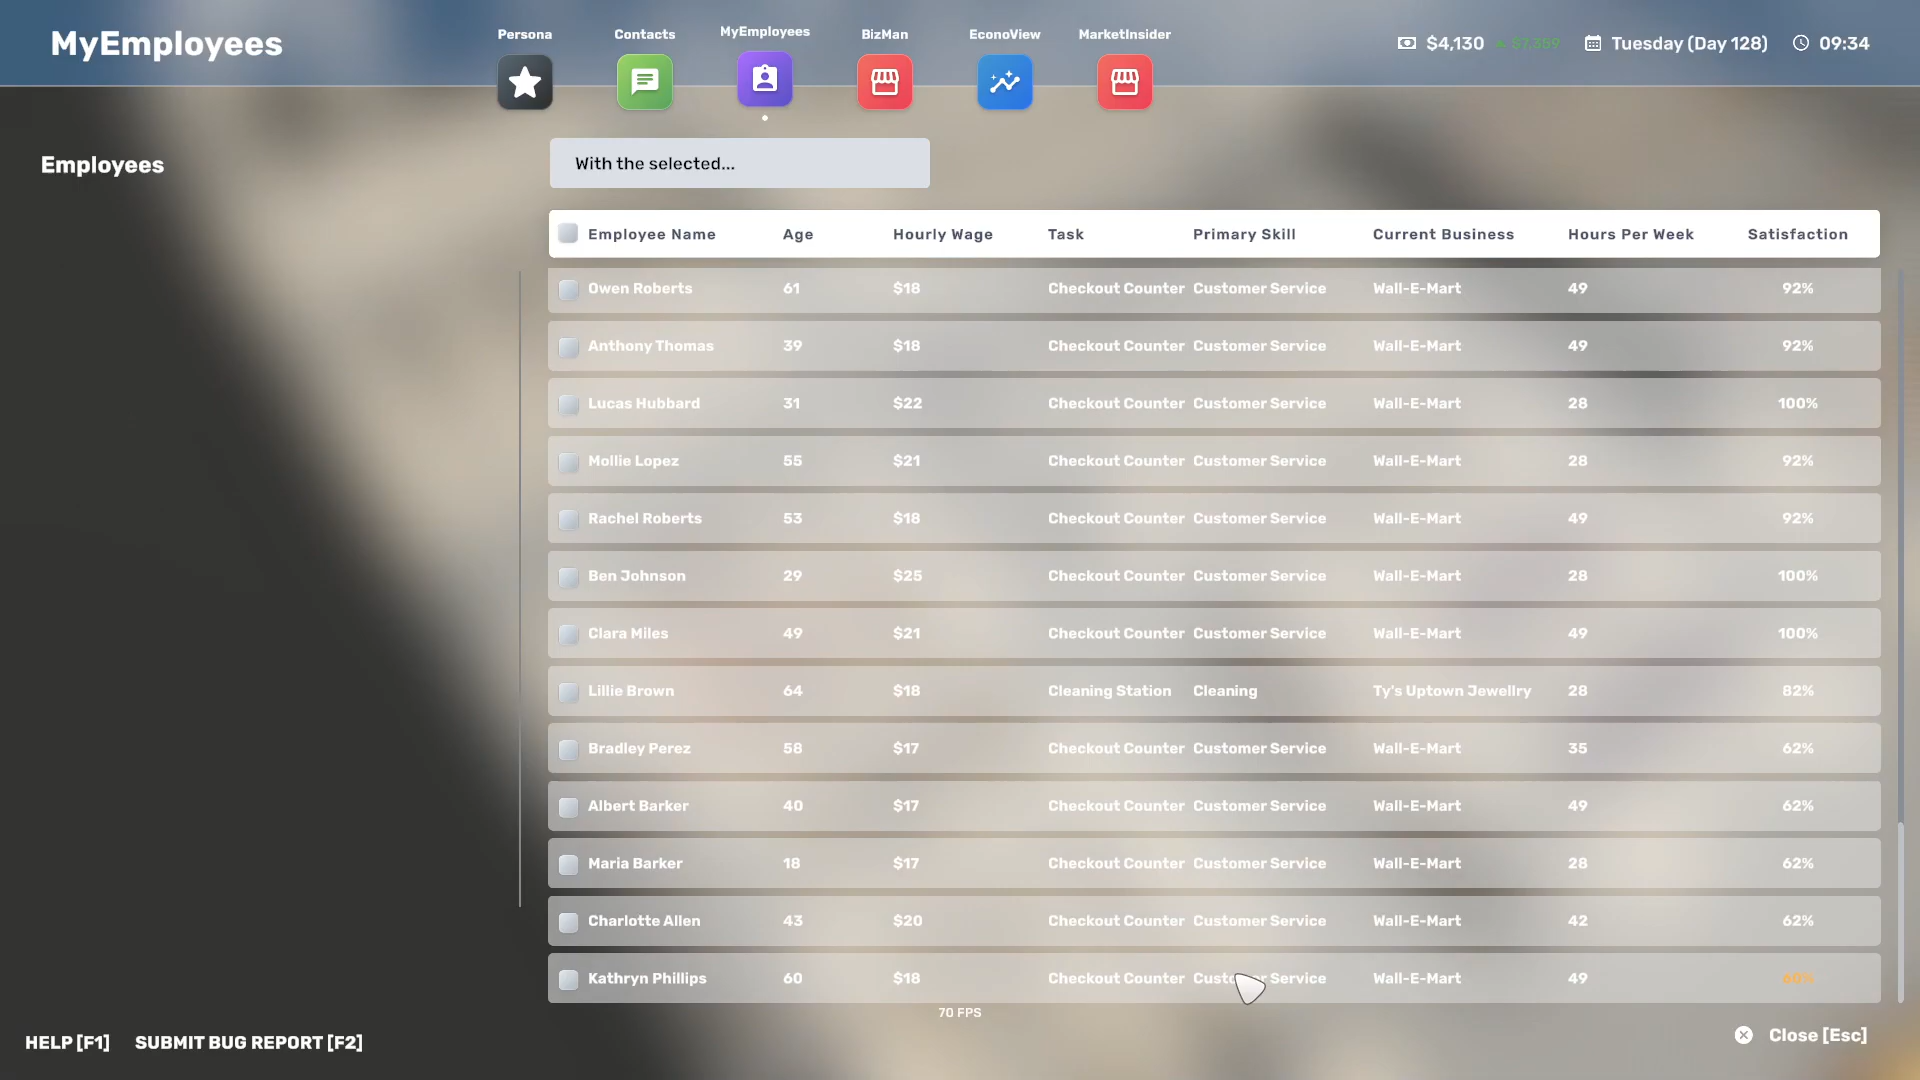 MyEmployees
Persona
Contacts
MyEmployees
BizMan
EconoView
MarketInsider
$4,130 ▲ $7,359
Tuesday (Day 128)
09:34
Employees
With the selected...
Employee Name Age Hourly Wage Task Primary Skill Current Business Hours Per Week Satisfaction
Owen Roberts 61 $18 Checkout Counter Customer Service Wall-E-Mart 49 92%
Anthony Thomas 39 $18 Checkout Counter Customer Service Wall-E-Mart 49 92%
Lucas Hubbard 31 $22 Checkout Counter Customer Service Wall-E-Mart 28 100%
Mollie Lopez 55 $21 Checkout Counter Customer Service Wall-E-Mart 28 92%
Rachel Roberts 53 $18 Checkout Counter Customer Service Wall-E-Mart 49 92%
Ben Johnson 29 $25 Checkout Counter Customer Service Wall-E-Mart 28 100%
Clara Miles 49 $21 Checkout Counter Customer Service Wall-E-Mart 49 100%
Lillie Brown 64 $18 Cleaning Station Cleaning Ty's Uptown Jewellry 28 82%
Bradley Perez 58 $17 Checkout Counter Customer Service Wall-E-Mart 35 62%
Albert Barker 40 $17 Checkout Counter Customer Service Wall-E-Mart 49 62%
Maria Barker 18 $17 Checkout Counter Customer Service Wall-E-Mart 28 62%
Charlotte Allen 43 $20 Checkout Counter Customer Service Wall-E-Mart 42 62%
Kathryn Phillips 60 $18 Checkout Counter Customer Service Wall-E-Mart 49 60%
70 FPS
HELP [F1] SUBMIT BUG REPORT [F2]
Close [Esc]